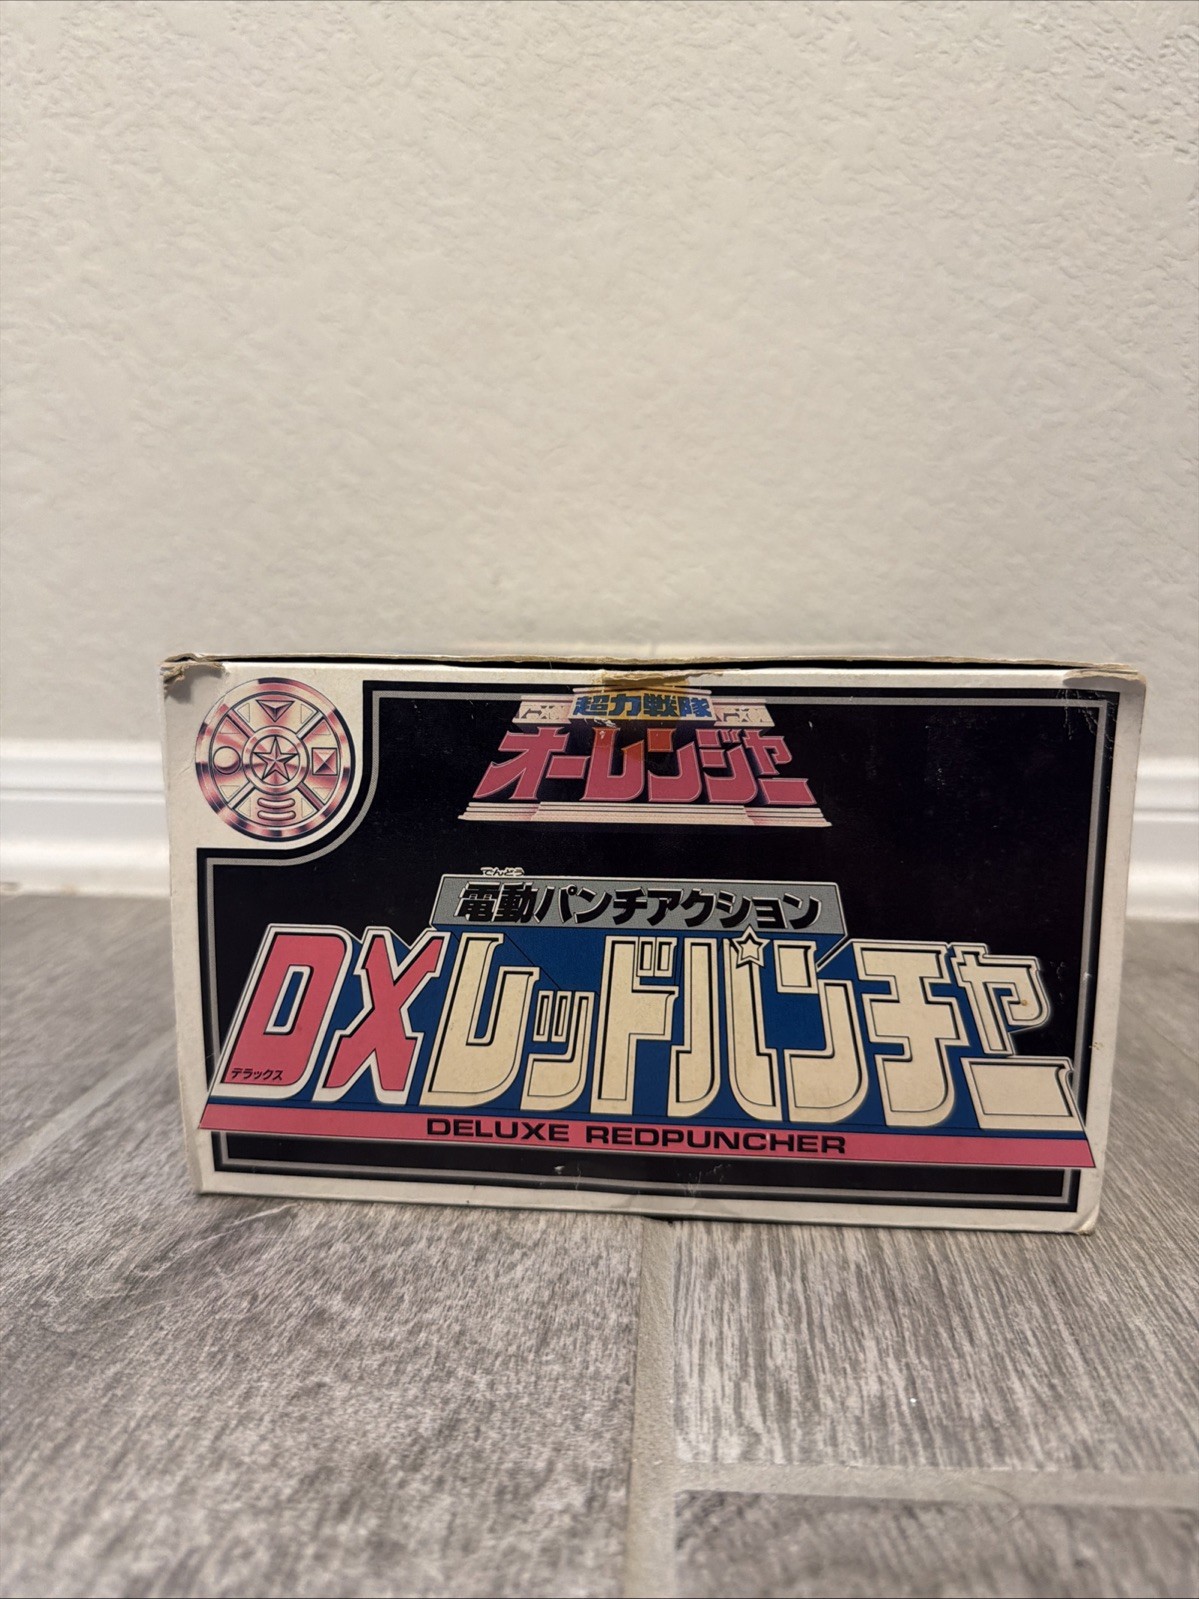 超力戦隊
オーレンジャー
でんどう
電動パンチアクション
DXレッドパンチャー
デラックス
DELUXE REDPUNCHER